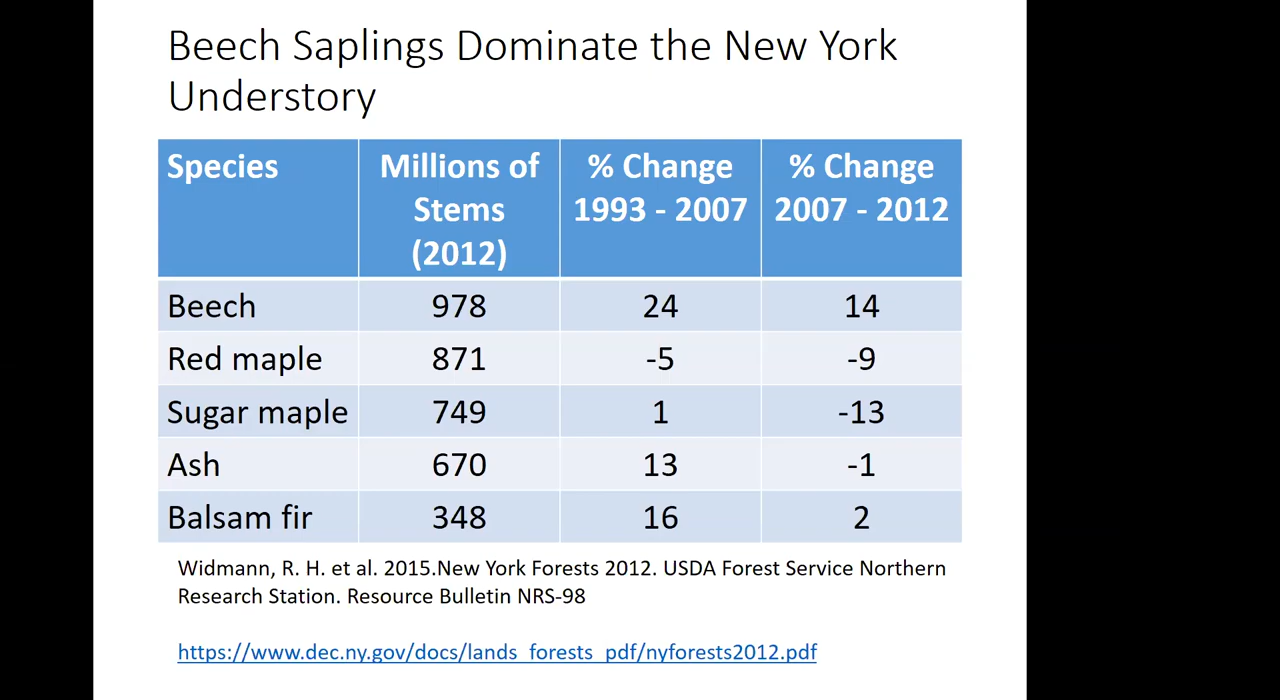 Beech Saplings Dominate the New York
Understory
Species
Millions of
Stems
(2012)
% Change
1993 - 2007
% Change
2007 - 2012
Beech 978 24 14
Red maple 871 -5 -9
Sugar maple 749 1 -13
Ash 670 13 -1
Balsam fir 348 16 2
Widmann, R. H. et al. 2015.New York Forests 2012. USDA Forest Service Northern
Research Station. Resource Bulletin NRS-98
https://www.dec.ny.gov/docs/lands_forests_pdf/nyforests2012.pdf